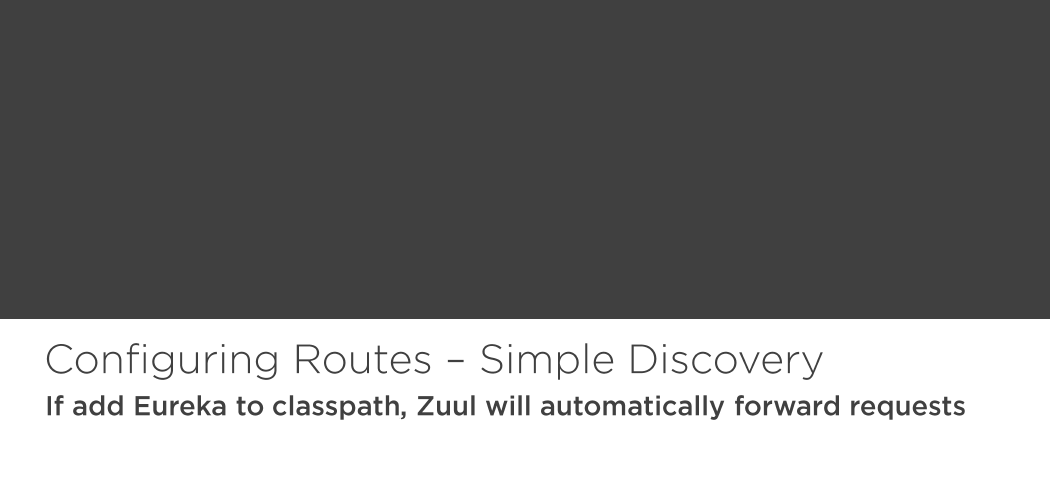 Configuring Routes – Simple Discovery
If add Eureka to classpath, Zuul will automatically forward requests